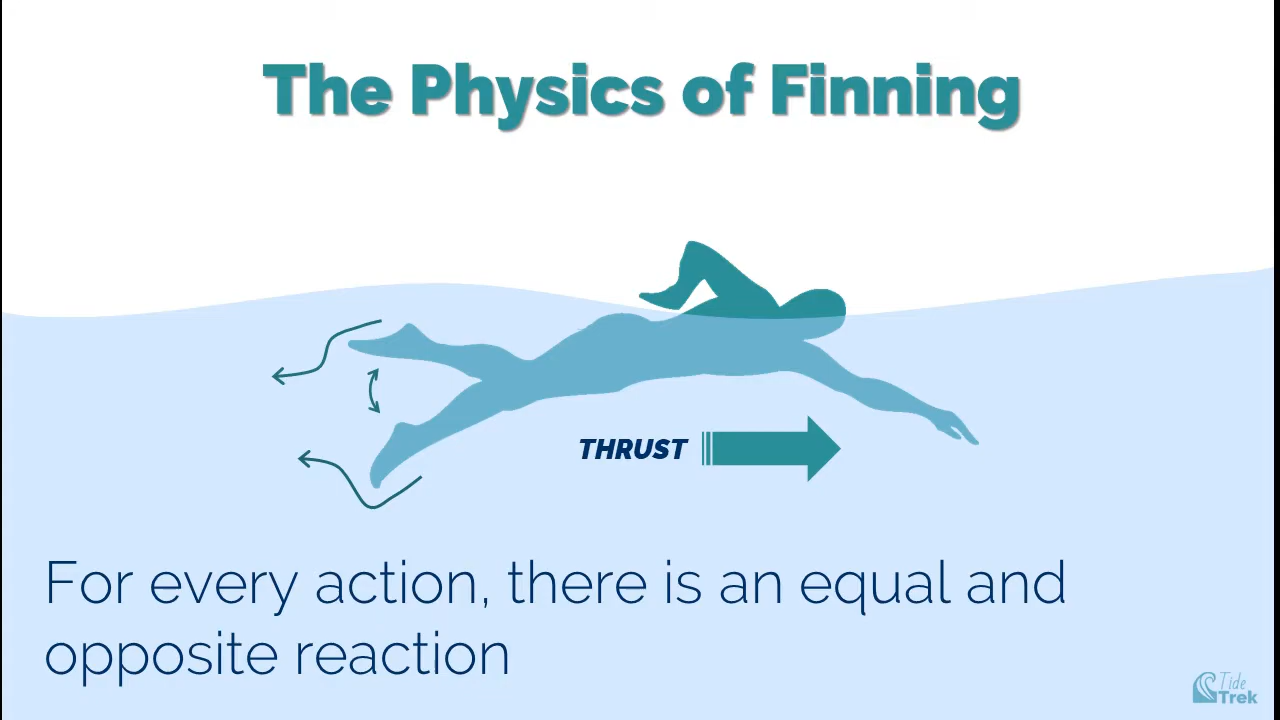 The Physics of Finning
THRUST
For every action, there is an equal and
opposite reaction
Tide
Trek